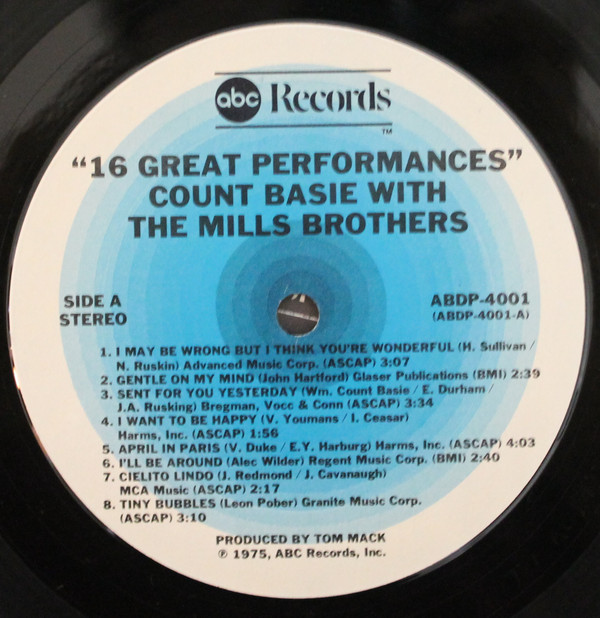 abc Records
TM
"16 GREAT PERFORMANCES"
COUNT BASIE WITH
THE MILLS BROTHERS
SIDE A
STEREO
ABDP-4001
(ABDP-4001-A)
1. I MAY BE WRONG BUT I THINK YOU'RE WONDERFUL (H. Sullivan /
N. Ruskin) Advanced Music Corp. (ASCAP) 3:07
2. GENTLE ON MY MIND (John Hartford) Glaser Publications (BMI) 2:39
3. SENT FOR YOU YESTERDAY (Wm. Count Basie / E. Durham /
J.A. Rusking) Bregman, Vocc & Conn (ASCAP) 3:34
4. I WANT TO BE HAPPY (V. Youmans / I. Ceasar)
Harms, Inc. (ASCAP) 1:56
5. APRIL IN PARIS (V. Duke / E.Y. Harburg) Harms, Inc. (ASCAP) 4:03
6. I'LL BE AROUND (Alec Wilder) Regent Music Corp. (BMI) 2:40
7. CIELITO LINDO (J. Redmond / J. Cavanaugh)
MCA Music (ASCAP) 2:17
8. TINY BUBBLES (Leon Pober) Granite Music Corp.
(ASCAP) 3:10
PRODUCED BY TOM MACK
℗ 1975, ABC Records, Inc.